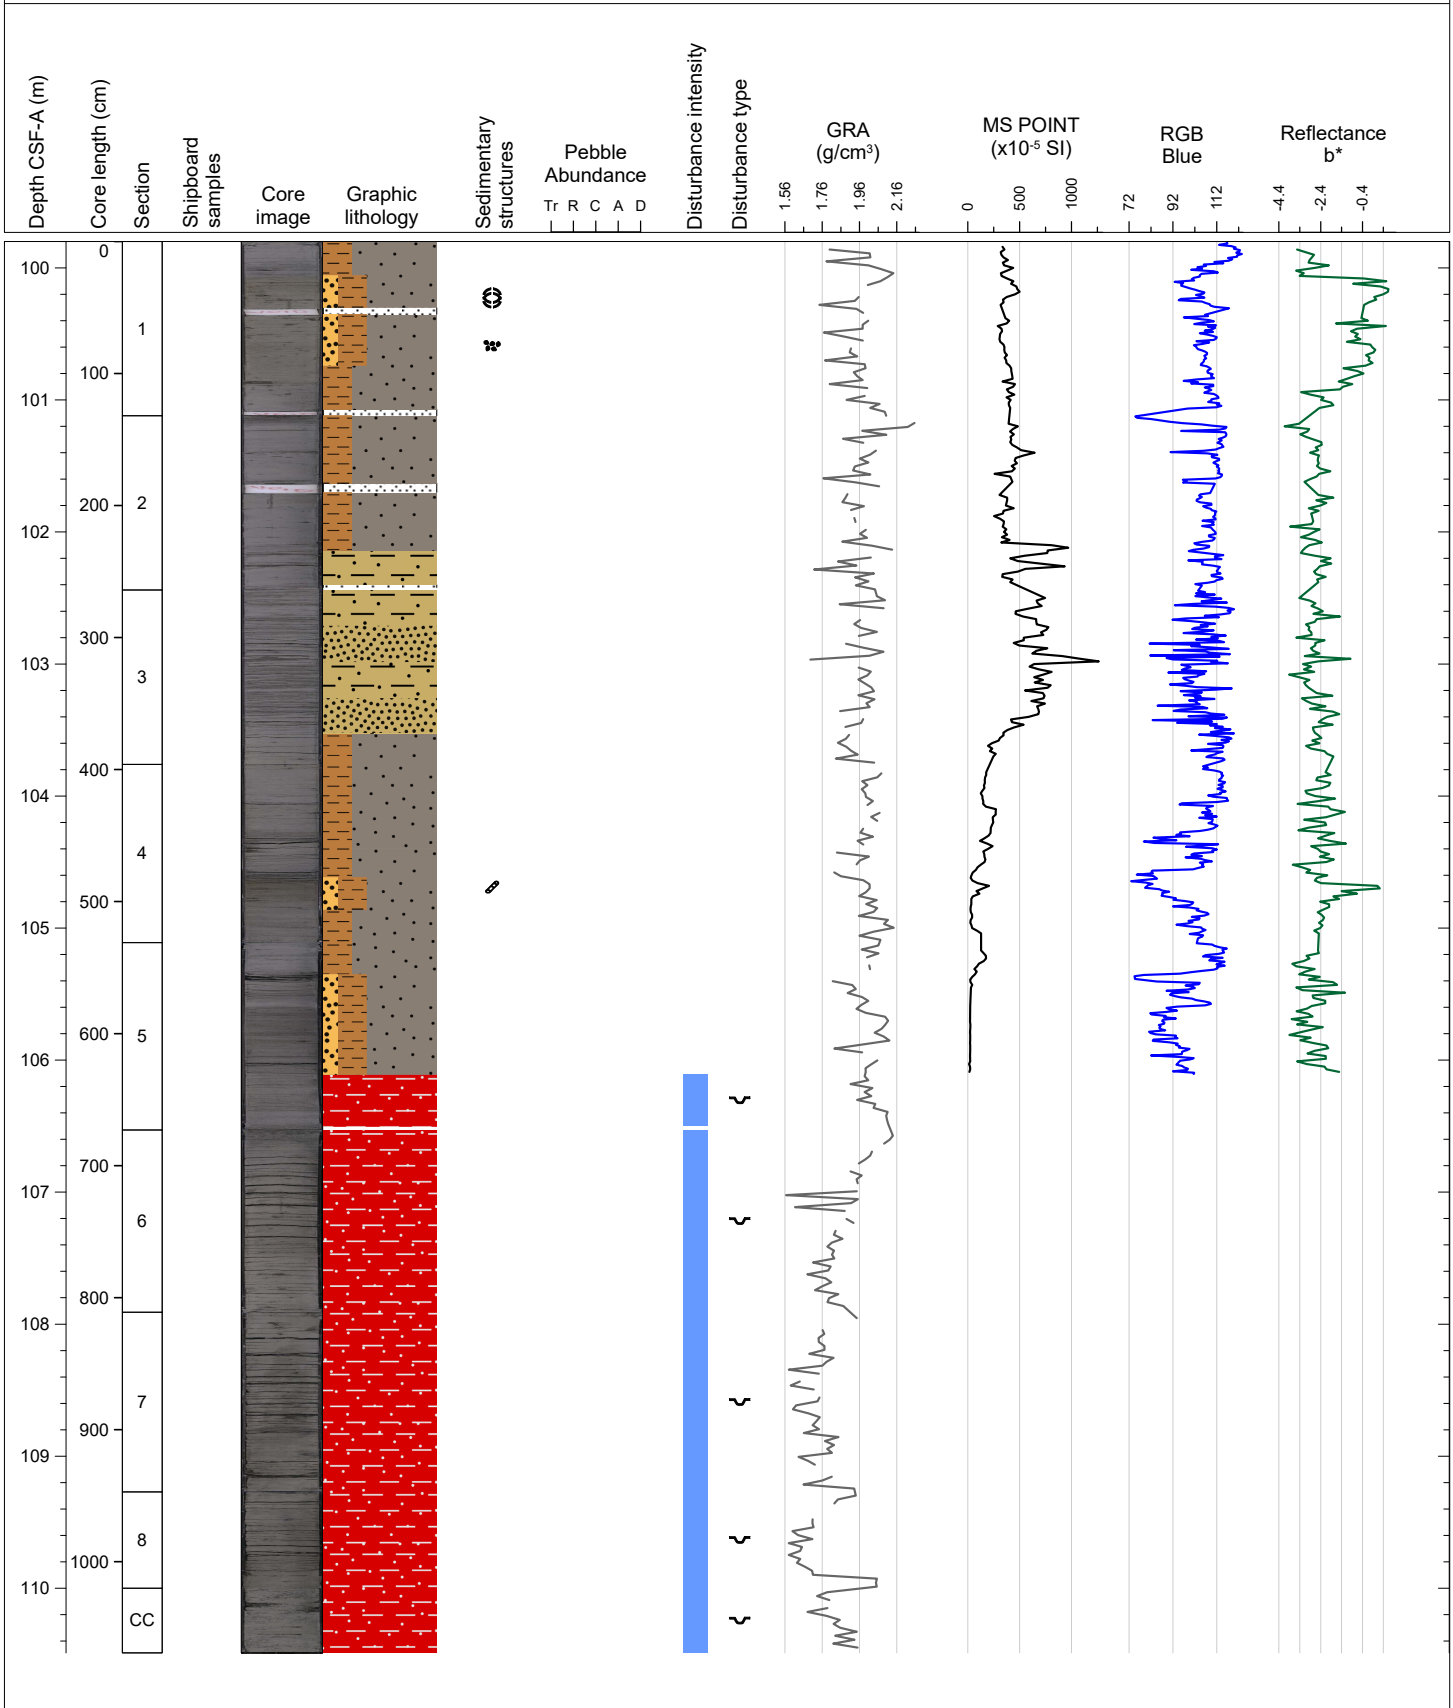 Depth CSF-A (m)
Core length (cm)
Section
Shipboard
samples
Core
image
Graphic
lithology
Sedimentary
structures
Pebble
Abundance
Tr R C A D
Disturbance intensity
Disturbance type
GRA
(g/cm³)
1.56 1.76 1.96 2.16
MS POINT
(x10⁻⁵ SI)
0 500 1000
RGB
Blue
72 92 112
Reflectance
b*
-4.4 -2.4 -0.4
0
100
1
100
101
200
2
102
300
103
3
400
104
4
500
105
5
600
106
700
107
6
800
108
7
900
109
8
1000
110
CC